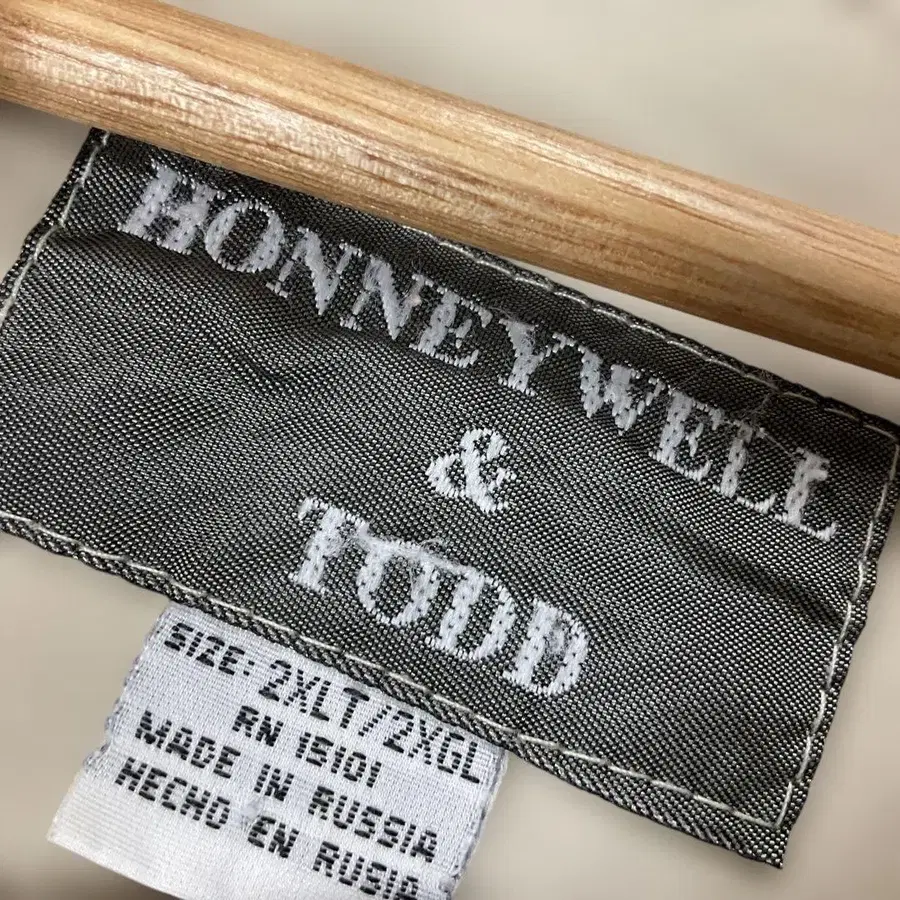 HONNEYWELL
&
TODD
SIZE: 2XLT/2XGL
RN 15101
MADE IN RUSSIA
HECHO EN RUSIA